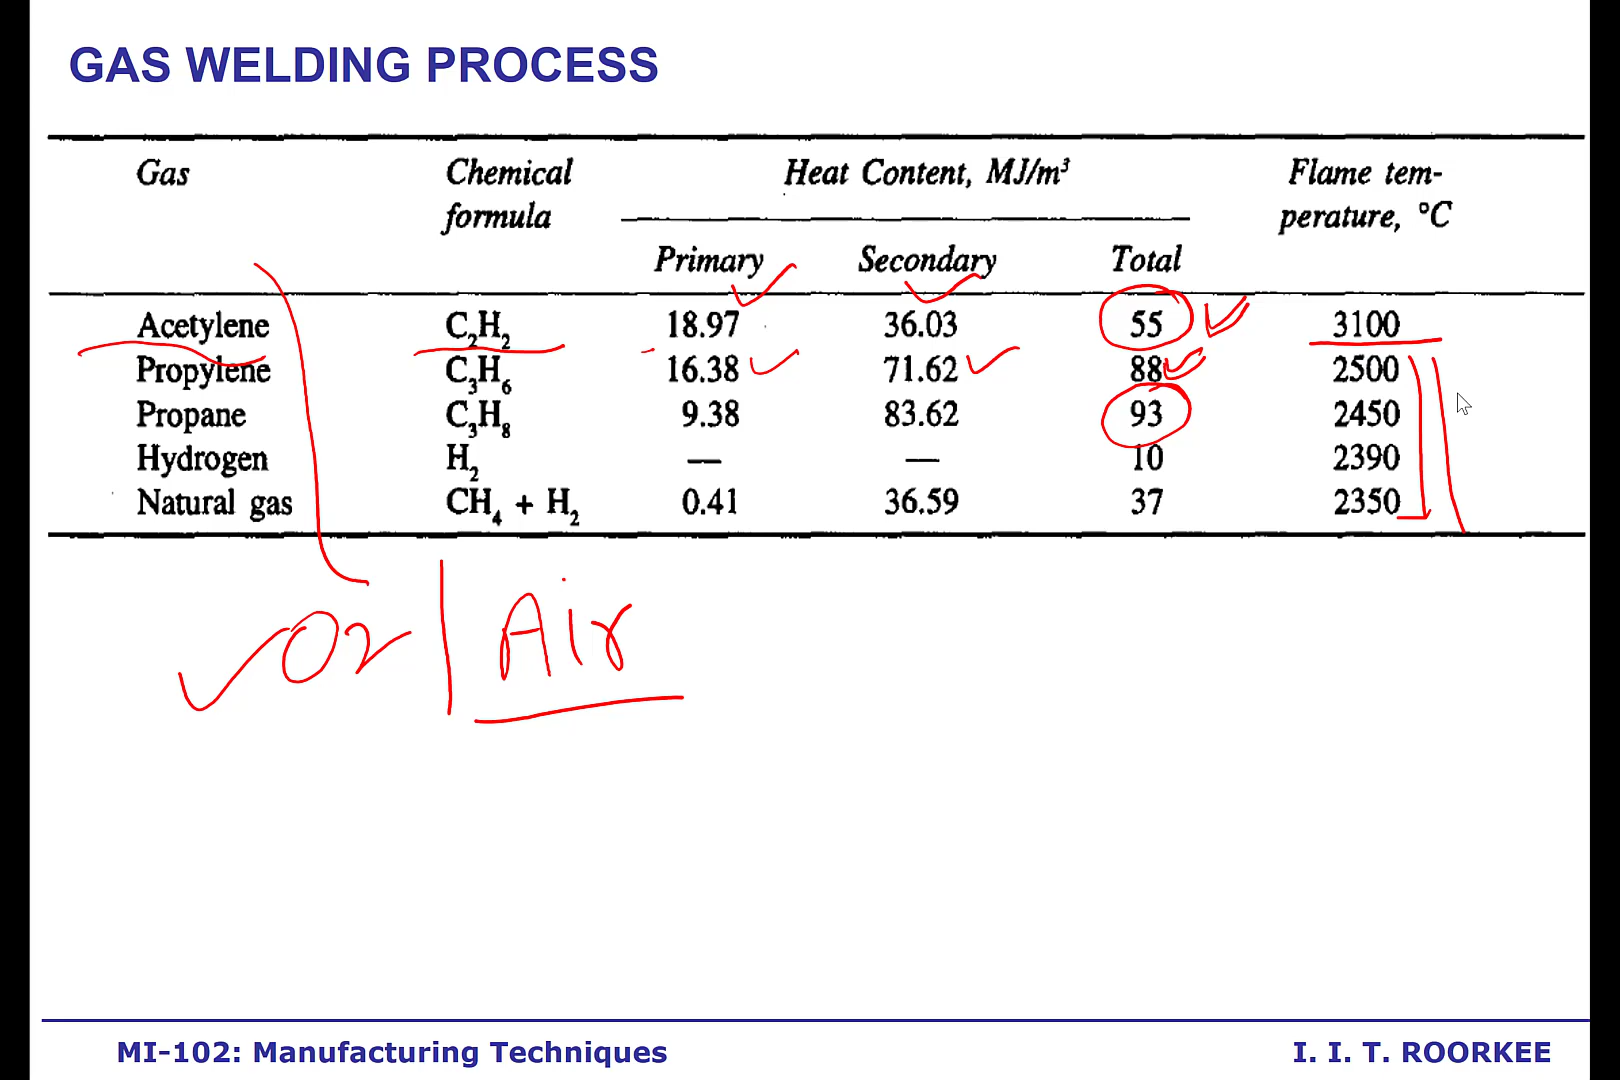 GAS WELDING PROCESS
Gas Chemical formula Heat Content, MJ/m³ Flame tem-perature, °C
Primary Secondary Total
Acetylene C₂H₂ 18.97 36.03 55 3100
Propylene C₃H₆ 16.38 71.62 88 2500
Propane C₃H₈ 9.38 83.62 93 2450
Hydrogen H₂ — — 10 2390
Natural gas CH₄ + H₂ 0.41 36.59 37 2350
O2 | Air
MI-102: Manufacturing Techniques I. I. T. ROORKEE